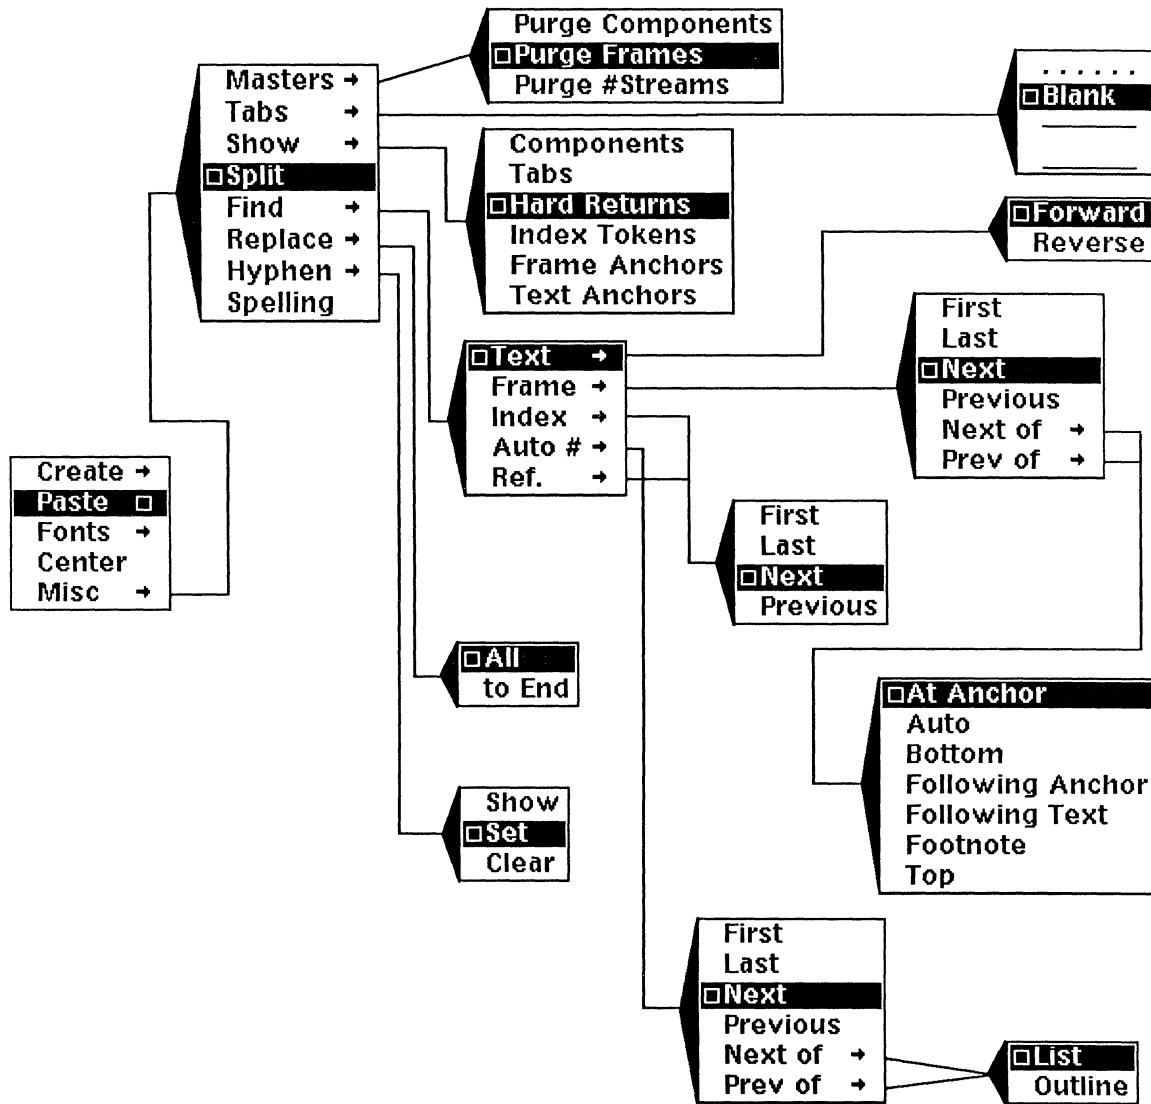 Create →
Paste
Fonts →
Center
Misc →
Masters →
Tabs →
Show →
Split
Find →
Replace →
Hyphen →
Spelling
Purge Components
Purge Frames
Purge #Streams
......
Blank
Components
Tabs
Hard Returns
Index Tokens
Frame Anchors
Text Anchors
Text →
Frame →
Index →
Auto # →
Ref. →
Forward
Reverse
First
Last
Next
Previous
Next of →
Prev of →
First
Last
Next
Previous
At Anchor
Auto
Bottom
Following Anchor
Following Text
Footnote
Top
All
to End
Show
Set
Clear
First
Last
Next
Previous
Next of →
Prev of →
List
Outline